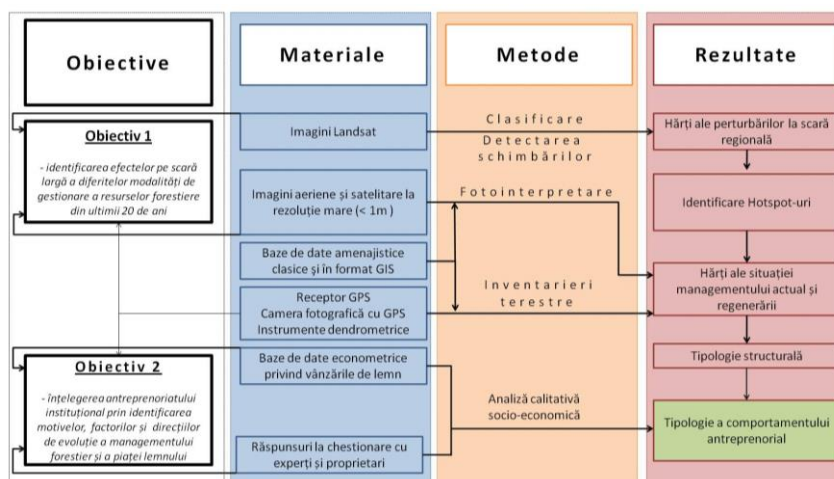 Obiective
Materiale
Metode
Rezultate
Obiectiv 1
- identificarea efectelor pe scară
largă a diferitelor modalități de
gestionare a resurselor forestiere
din ultimii 20 de ani
Obiectiv 2
- înțelegerea antreprenoriatului
instituțional prin identificarea
motivelor, factorilor și direcțiilor
de evoluție a managementului
forestier și a pieței lemnului
Imagini Landsat
Imagini aeriene și satelitare la
rezoluție mare (< 1m )
Baze de date amenajistice
clasice și în format GIS
Receptor GPS
Camera fotografică cu GPS
Instrumente dendrometrice
Baze de date econometrice
privind vânzările de lemn
Răspunsuri la chestionare cu
experți și proprietari
Clasificare
Detectarea
schimbărilor
Fotointerpretare
Inventarieri
terestre
Analiză calitativă
socio-economică
Hărți ale perturbărilor la scară
regională
Identificare Hotspot-uri
Hărți ale situației
managementului actual și
regenerării
Tipologie structurală
Tipologie a comportamentului
antreprenorial